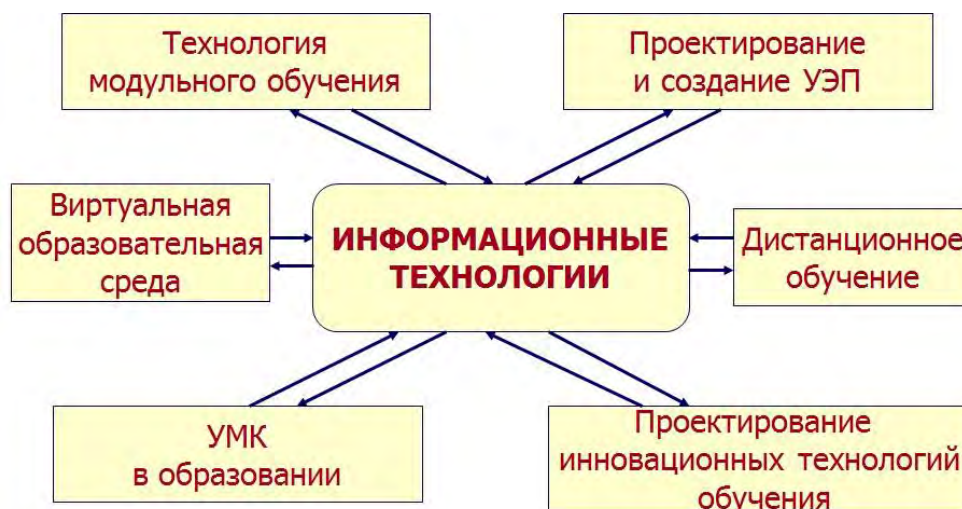 Технология
модульного обучения
Проектирование
и создание УЭП
Виртуальная
образовательная
среда
ИНФОРМАЦИОННЫЕ
ТЕХНОЛОГИИ
Дистанционное
обучение
УМК
в образовании
Проектирование
инновационных технологий
обучения